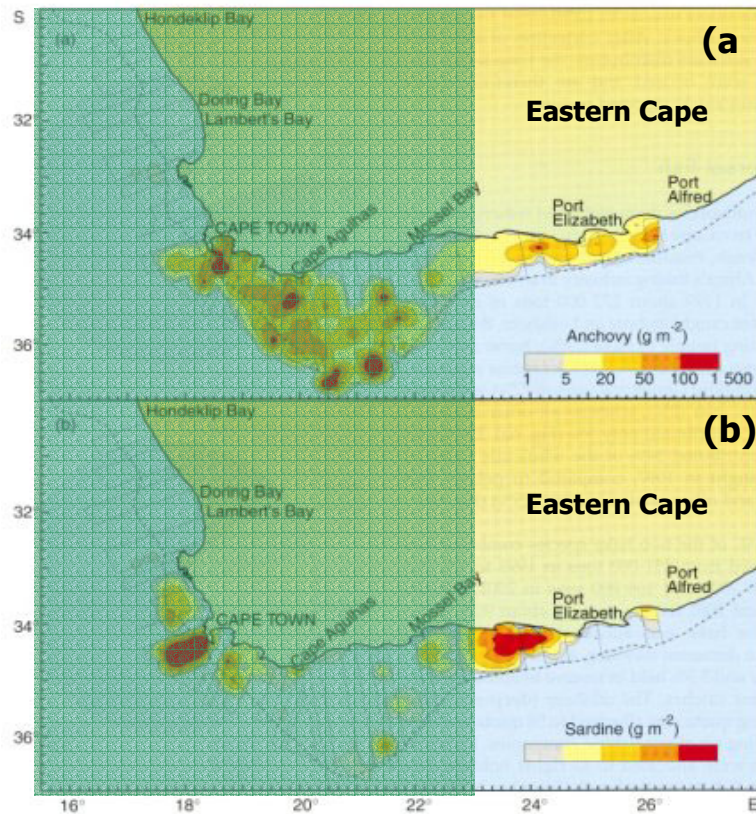 S
(a)
(a
Hondeklip Bay
Doring Bay
Lambert's Bay
32
Eastern Cape
Port
Alfred
Port
Elizabeth
Mossel Bay
CAPE TOWN
Cape Agulhas
34
Anchovy (g m⁻²)
36
1 5 20 50 100 1 500
(b)
(b)
Hondeklip Bay
Doring Bay
Lambert's Bay
32
Eastern Cape
Port
Alfred
Port
Elizabeth
Mossel Bay
CAPE TOWN
Cape Agulhas
34
Sardine (g m⁻²)
36
16° 18° 20° 22° 24° 26° E